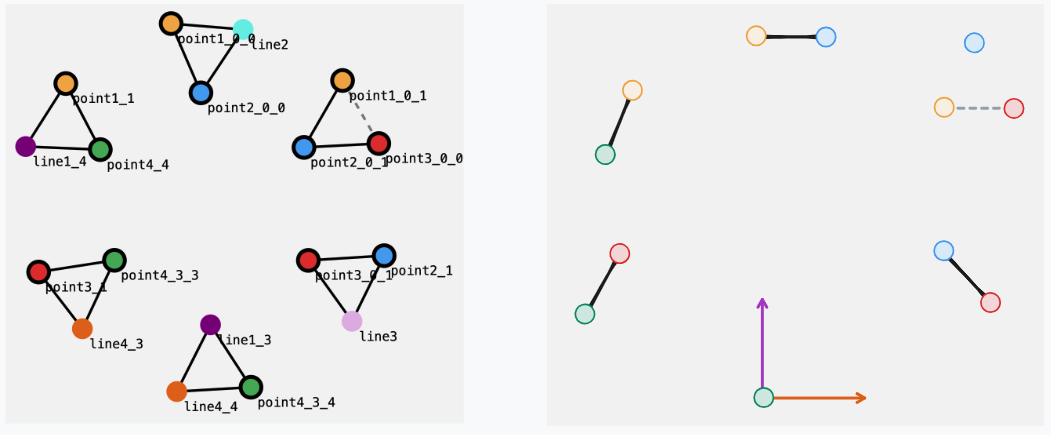 point1_0_0
line2
point2_0_0
point1_1
line1_4
point4_4
point1_0_1
point2_0_1
point3_0_0
point4_3_3
point3_1
line4_3
point3_0_1
point2_1
line3
line1_3
line4_4
point4_3_4